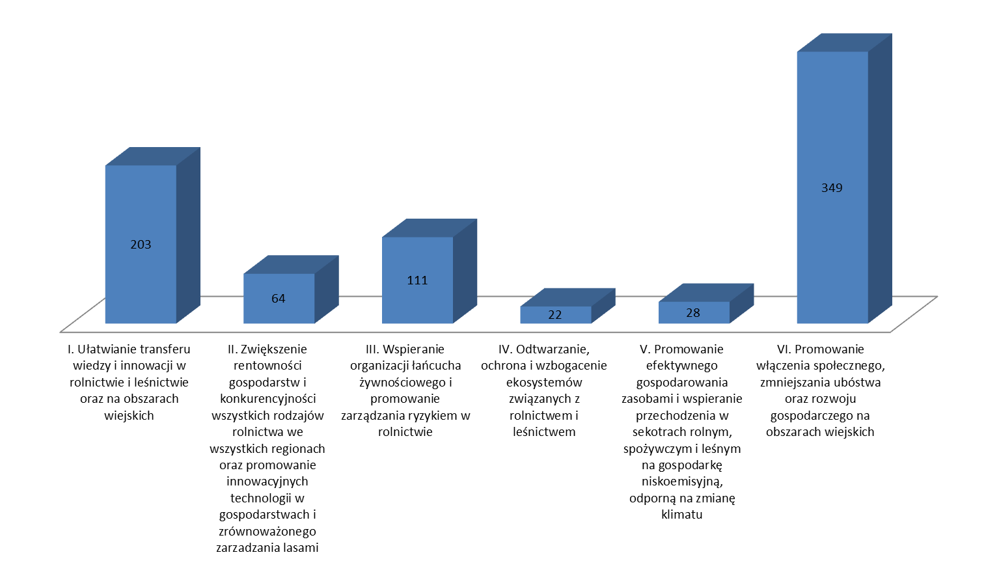 349
203
111
64
22
28
I. Ułatwianie transferu
wiedzy i innowacji w
rolnictwie i leśnictwie
oraz na obszarach
wiejskich
II. Zwiększenie
rentowności
gospodarstw i
konkurencyjności
wszystkich rodzajów
rolnictwa we
wszystkich regionach
oraz promowanie
innowacyjnych
technologii w
gospodarstwach i
zrównoważonego
zarzadzania lasami
III. Wspieranie
organizacji łańcucha
żywnościowego i
promowanie
zarządzania ryzykiem w
rolnictwie
IV. Odtwarzanie,
ochrona i wzbogacenie
ekosystemów
związanych z
rolnictwem i
leśnictwem
V. Promowanie
efektywnego
gospodarowania
zasobami i wspieranie
przechodzenia w
sekotrach rolnym,
spożywczym i leśnym
na gospodarkę
niskoemisyjną,
odporną na zmianę
klimatu
VI. Promowanie
włączenia społecznego,
zmniejszania ubóstwa
oraz rozwoju
gospodarczego na
obszarach wiejskich